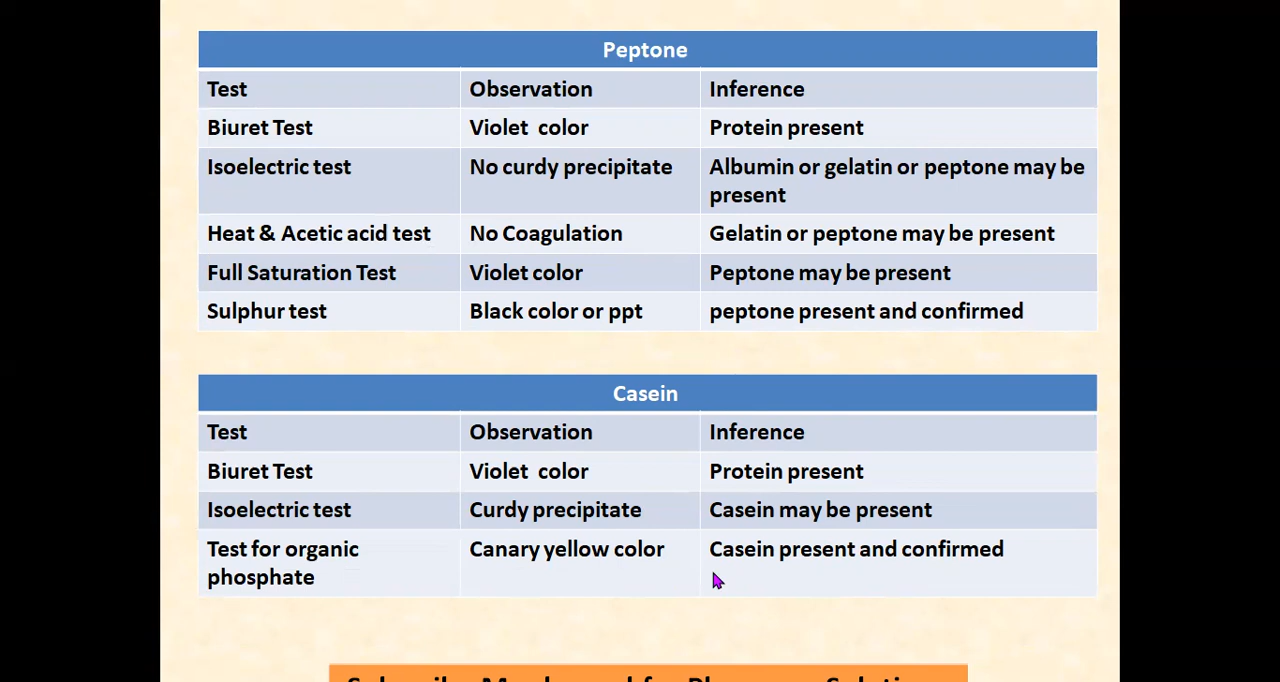 Peptone
Test Observation Inference
Biuret Test Violet color Protein present
Isoelectric test No curdy precipitate Albumin or gelatin or peptone may be
present
Heat & Acetic acid test No Coagulation Gelatin or peptone may be present
Full Saturation Test Violet color Peptone may be present
Sulphur test Black color or ppt peptone present and confirmed
Casein
Test Observation Inference
Biuret Test Violet color Protein present
Isoelectric test Curdy precipitate Casein may be present
Test for organic Canary yellow color Casein present and confirmed
phosphate